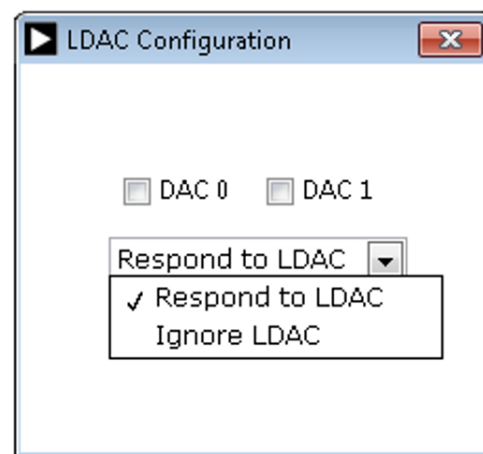 LDAC Configuration
DAC 0 DAC 1
Respond to LDAC
Respond to LDAC
Ignore LDAC